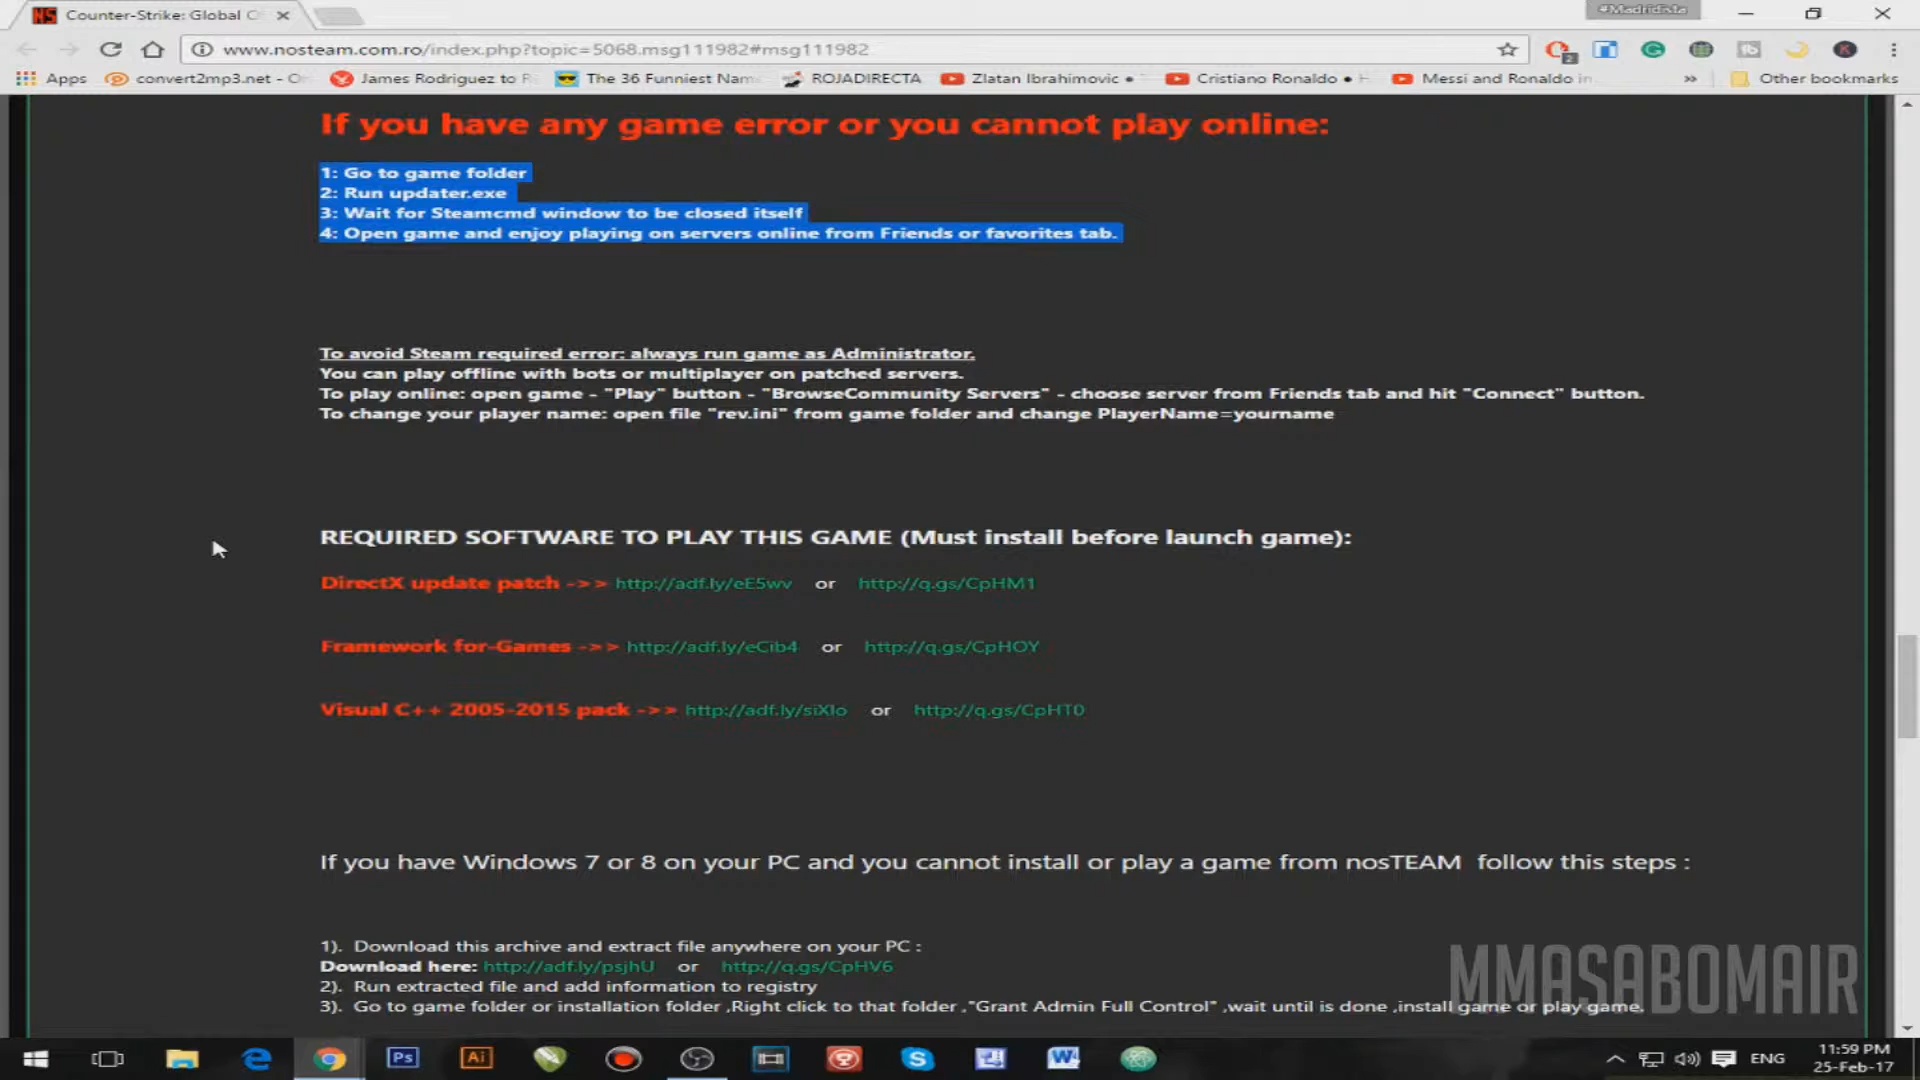 Counter-Strike: Global O
#Madridista
www.nosteam.com.ro/index.php?topic=5068.msg111982#msg111982
Apps convert2mp3.net - O James Rodriguez to R The 36 Funniest Nam ROJADIRECTA Zlatan Ibrahimovic • Cristiano Ronaldo • H Messi and Ronaldo in » Other bookmarks
If you have any game error or you cannot play online:
1: Go to game folder
2: Run updater.exe
3: Wait for Steamcmd window to be closed itself
4: Open game and enjoy playing on servers online from Friends or favorites tab.
To avoid Steam required error: always run game as Administrator.
You can play offline with bots or multiplayer on patched servers.
To play online: open game - "Play" button - "BrowseCommunity Servers" - choose server from Friends tab and hit "Connect" button.
To change your player name: open file "rev.ini" from game folder and change PlayerName=yourname
REQUIRED SOFTWARE TO PLAY THIS GAME (Must install before launch game):
DirectX update patch ->> http://adf.ly/eE5wv or http://q.gs/CpHM1
Framework for-Games ->> http://adf.ly/eCib4 or http://q.gs/CpHOY
Visual C++ 2005-2015 pack ->> http://adf.ly/siXIo or http://q.gs/CpHT0
If you have Windows 7 or 8 on your PC and you cannot install or play a game from nosTEAM follow this steps :
1). Download this archive and extract file anywhere on your PC :
Download here: http://adf.ly/psjhU or http://q.gs/CpHV6
2). Run extracted file and add information to registry
3). Go to game folder or installation folder ,Right click to that folder ,"Grant Admin Full Control" ,wait until is done ,install game or play game.
MMASABOMAIR
Ps Ai ENG 11:59 PM
25-Feb-17